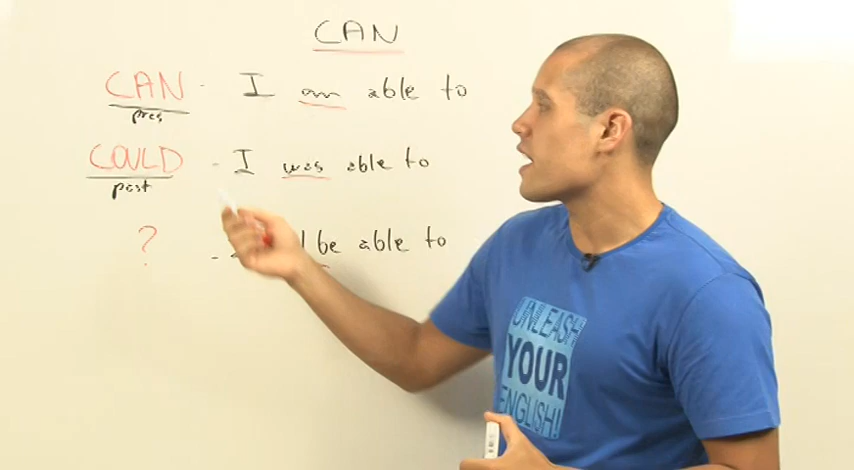 CAN
CAN - I am able to
pres
COULD - I was able to
past
? - be able to
UNLEASH
YOUR
ENGLISH!